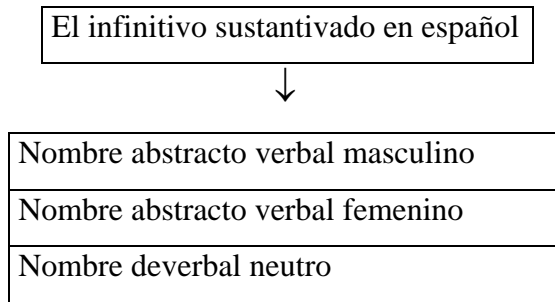 El infinitivo sustantivado en español
↓
Nombre abstracto verbal masculino
Nombre abstracto verbal femenino
Nombre deverbal neutro